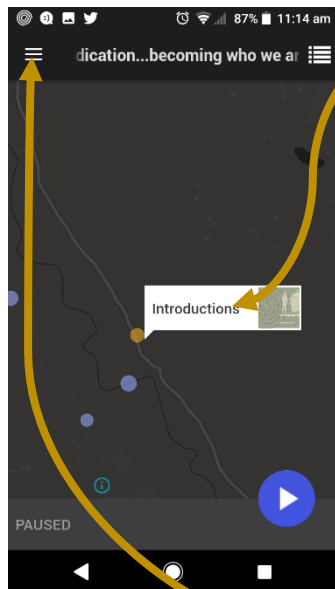 87% 11:14 am
dication...becoming who we ar
Introductions
PAUSED